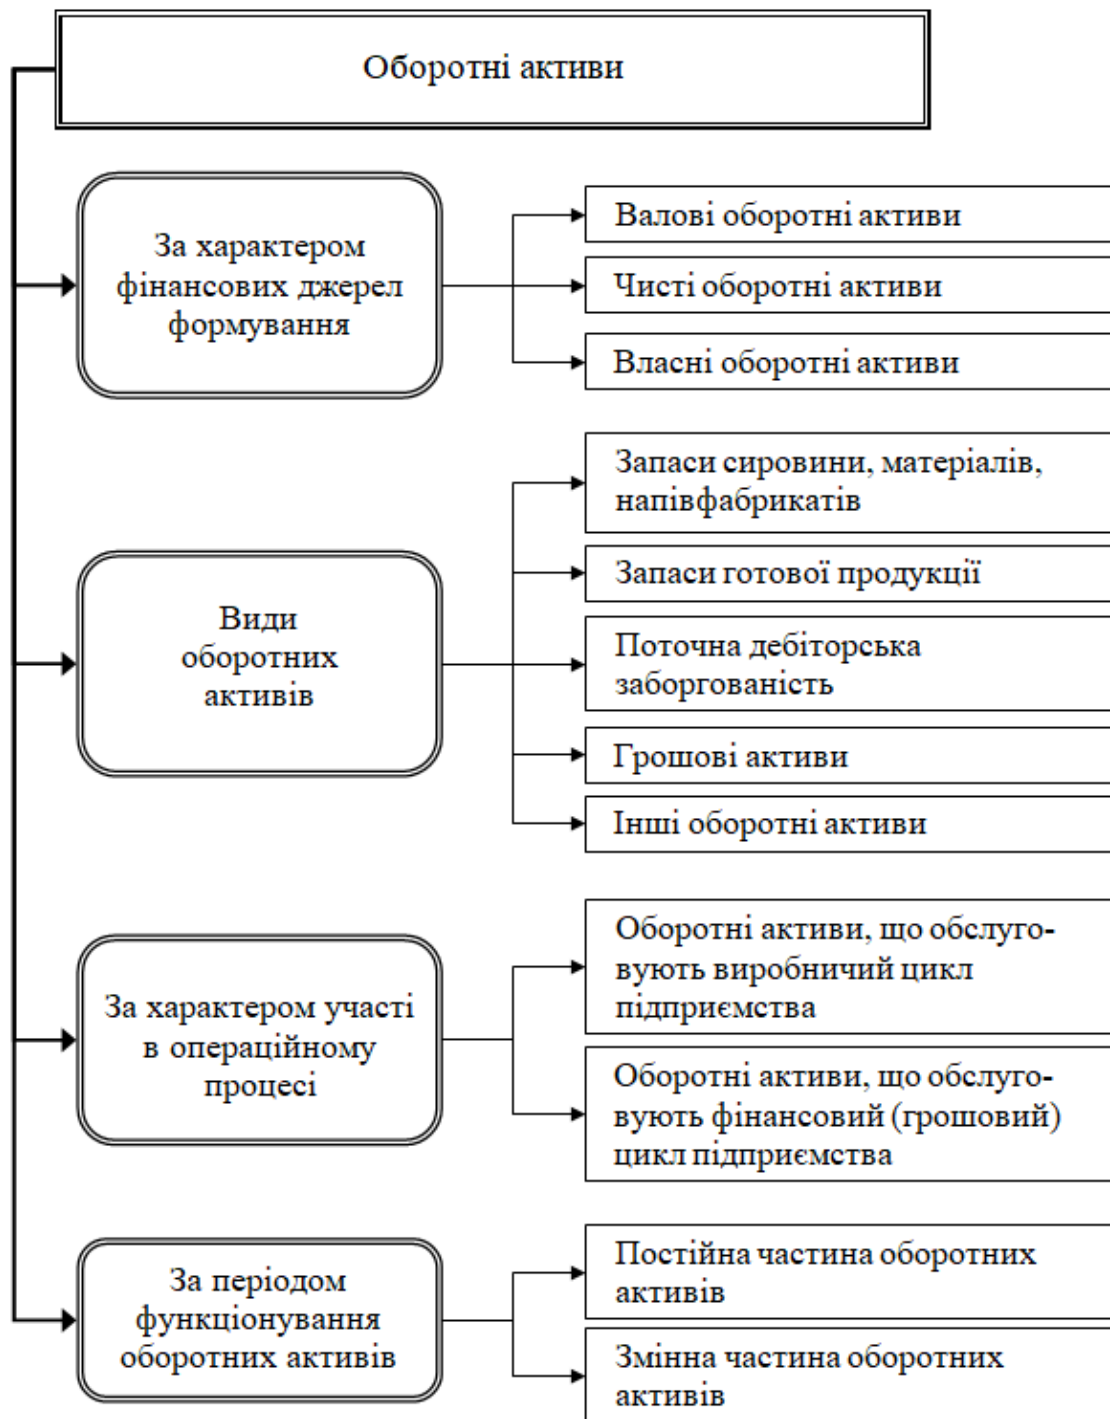 Оборотні активи
За характером
фінансових джерел
формування
Валові оборотні активи
Чисті оборотні активи
Власні оборотні активи
Види
оборотних
активів
Запаси сировини, матеріалів,
напівфабрикатів
Запаси готової продукції
Поточна дебіторська
заборгованість
Грошові активи
Інші оборотні активи
За характером участі
в операційному
процесі
Оборотні активи, що обслуго-
вують виробничий цикл
підприємства
Оборотні активи, що обслуго-
вують фінансовий (грошовий)
цикл підприємства
За періодом
функціонування
оборотних активів
Постійна частина оборотних
активів
Змінна частина оборотних
активів